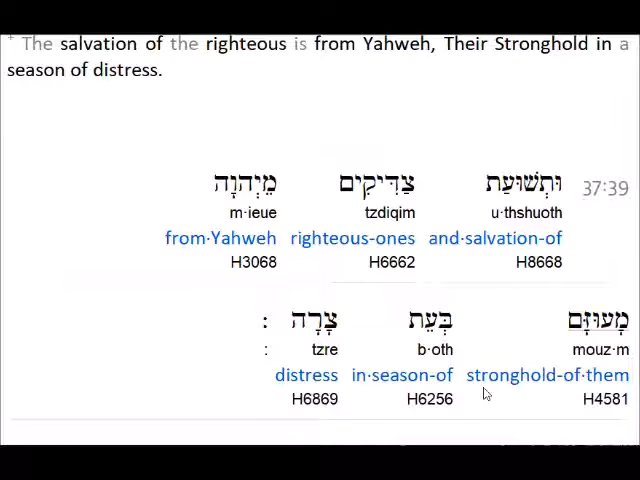 * The salvation of the righteous is from Yahweh, Their Stronghold in a
season of distress.
37:39 וּתְשׁוּעַת צַדִּיקִים מֵיְהוָה
u·thshuoth tzdiqim m·ieue
and·salvation-of righteous-ones from·Yahweh
H8668 H6662 H3068
מָעוּזָּם בְּעֵת צָרָה :
mouz·m b·oth tzre :
stronghold-of·them in·season-of distress
H4581 H6256 H6869